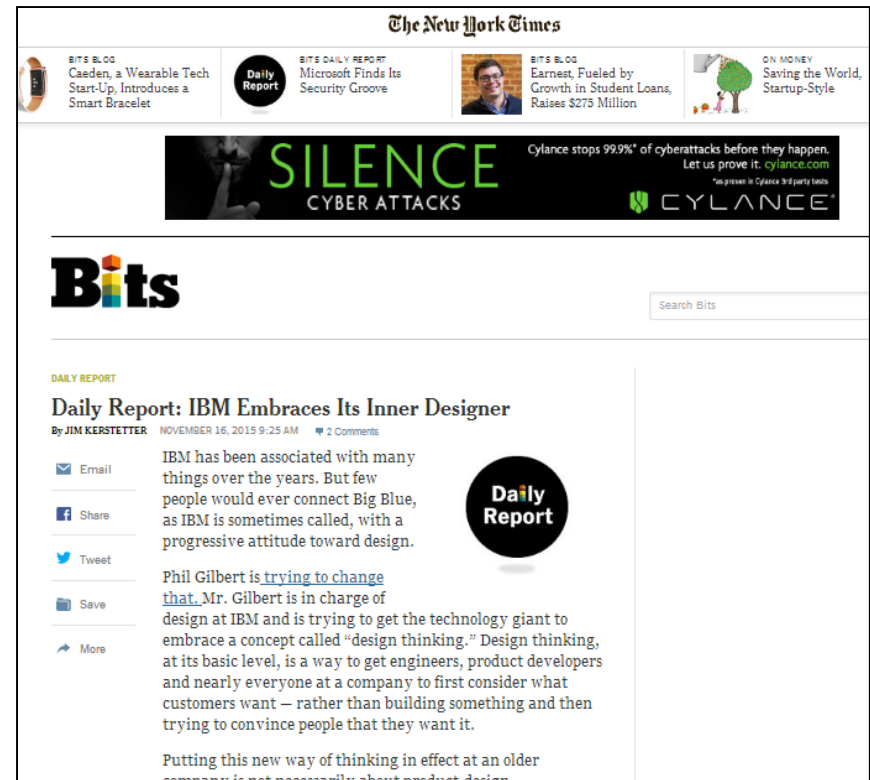 The New York Times
BITS BLOG
Caeden, a Wearable Tech
Start-Up, Introduces a
Smart Bracelet
Daily
Report
BITS DAILY REPORT
Microsoft Finds Its
Security Groove
BITS BLOG
Earnest, Fueled by
Growth in Student Loans,
Raises $275 Million
ON MONEY
Saving the World,
Startup-Style
SILENCE
CYBER ATTACKS
Cylance stops 99.9%* of cyberattacks before they happen.
Let us prove it. cylance.com
*as proven in Cylance 3rd party tests
CYLANCE
Bits
Search Bits
DAILY REPORT
Daily Report: IBM Embraces Its Inner Designer
By JIM KERSTETTER NOVEMBER 16, 2015 9:25 AM 2 Comments
Email
Share
Tweet
Save
More
IBM has been associated with many
things over the years. But few
people would ever connect Big Blue,
as IBM is sometimes called, with a
progressive attitude toward design.
Daily
Report
Phil Gilbert is trying to change
that. Mr. Gilbert is in charge of
design at IBM and is trying to get the technology giant to
embrace a concept called “design thinking.” Design thinking,
at its basic level, is a way to get engineers, product developers
and nearly everyone at a company to first consider what
customers want — rather than building something and then
trying to convince people that they want it.
Putting this new way of thinking in effect at an older
company is not necessarily about product design